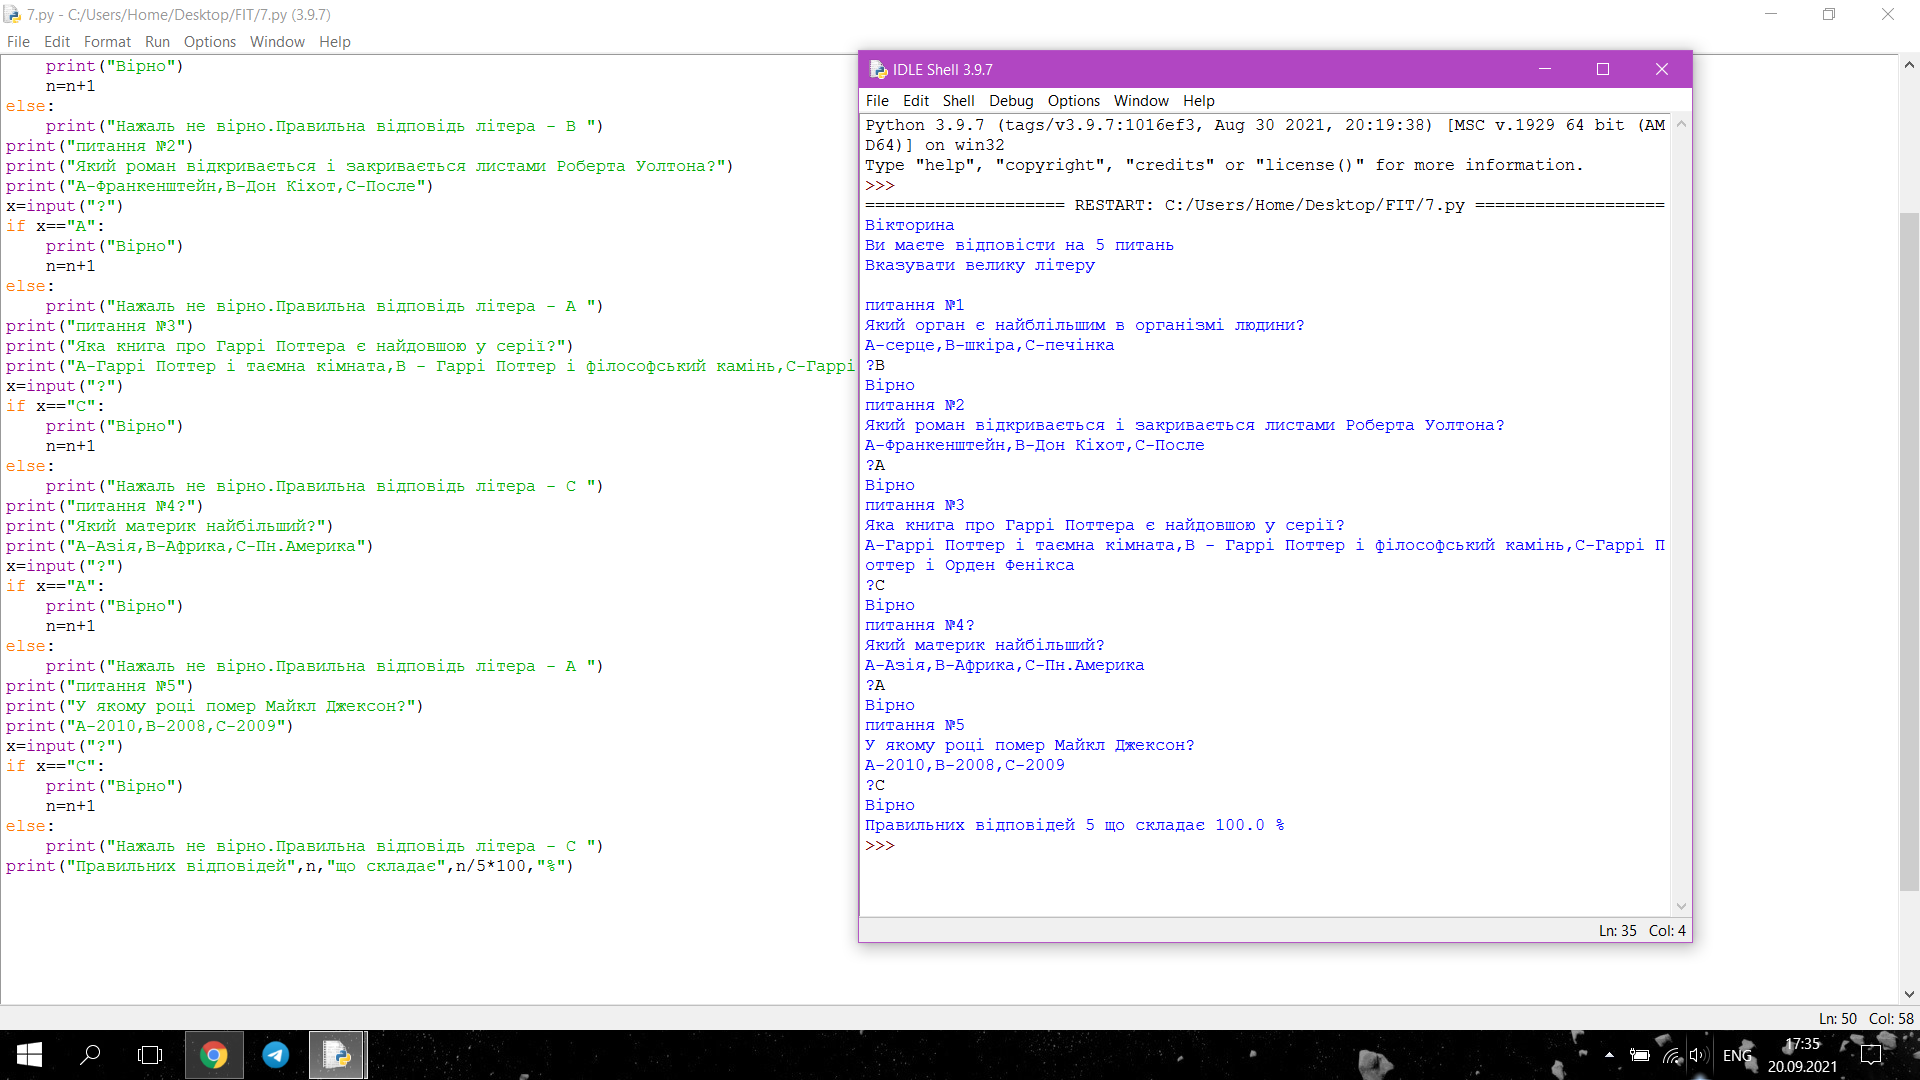 7.py - C:/Users/Home/Desktop/FIT/7.py (3.9.7)
File Edit Format Run Options Window Help
    print("Вірно")
    n=n+1
else:
    print("Нажаль не вірно.Правильна відповідь літера - B ")
print("питання №2")
print("Який роман відкривається і закривається листами Роберта Уолтона?")
print("A-Франкенштейн,B-Дон Кіхот,C-После")
x=input("?")
if x=="A":
    print("Вірно")
    n=n+1
else:
    print("Нажаль не вірно.Правильна відповідь літера - A ")
print("питання №3")
print("Яка книга про Гаррі Поттера є найдовшою у серії?")
print("A-Гаррі Поттер і таємна кімната,B - Гаррі Поттер і філософський камінь,C-Гаррі
x=input("?")
if x=="C":
    print("Вірно")
    n=n+1
else:
    print("Нажаль не вірно.Правильна відповідь літера - C ")
print("питання №4?")
print("Який материк найбільший?")
print("A-Азія,B-Африка,C-Пн.Америка")
x=input("?")
if x=="A":
    print("Вірно")
    n=n+1
else:
    print("Нажаль не вірно.Правильна відповідь літера - A ")
print("питання №5")
print("У якому році помер Майкл Джексон?")
print("A-2010,B-2008,C-2009")
x=input("?")
if x=="C":
    print("Вірно")
    n=n+1
else:
    print("Нажаль не вірно.Правильна відповідь літера - C ")
print("Правильних відповідей",n,"що складає",n/5*100,"%")
IDLE Shell 3.9.7
File Edit Shell Debug Options Window Help
Python 3.9.7 (tags/v3.9.7:1016ef3, Aug 30 2021, 20:19:38) [MSC v.1929 64 bit (AM
D64)] on win32
Type "help", "copyright", "credits" or "license()" for more information.
>>>
==================== RESTART: C:/Users/Home/Desktop/FIT/7.py ===================
Вікторина
Ви маєте відповісти на 5 питань
Вказувати велику літеру
питання №1
Який орган є найблільшим в організмі людини?
A-серце,B-шкіра,C-печінка
?B
Вірно
питання №2
Який роман відкривається і закривається листами Роберта Уолтона?
A-Франкенштейн,B-Дон Кіхот,C-После
?A
Вірно
питання №3
Яка книга про Гаррі Поттера є найдовшою у серії?
A-Гаррі Поттер і таємна кімната,B - Гаррі Поттер і філософський камінь,C-Гаррі П
оттер і Орден Фенікса
?C
Вірно
питання №4?
Який материк найбільший?
A-Азія,B-Африка,C-Пн.Америка
?A
Вірно
питання №5
У якому році помер Майкл Джексон?
A-2010,B-2008,C-2009
?C
Вірно
Правильних відповідей 5 що складає 100.0 %
>>>
Ln: 35 Col: 4
Ln: 50 Col: 58
ENG
17:35
20.09.2021